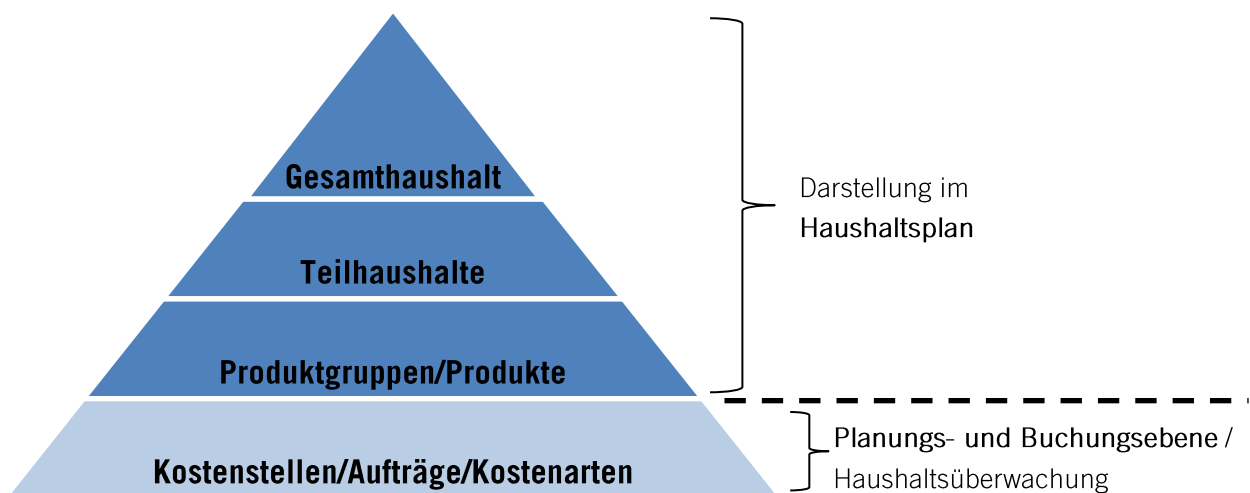 Gesamthaushalt
Teilhaushalte
Produktgruppen/Produkte
Kostenstellen/Aufträge/Kostenarten
Darstellung im
Haushaltsplan
Planungs- und Buchungsebene /
Haushaltsüberwachung